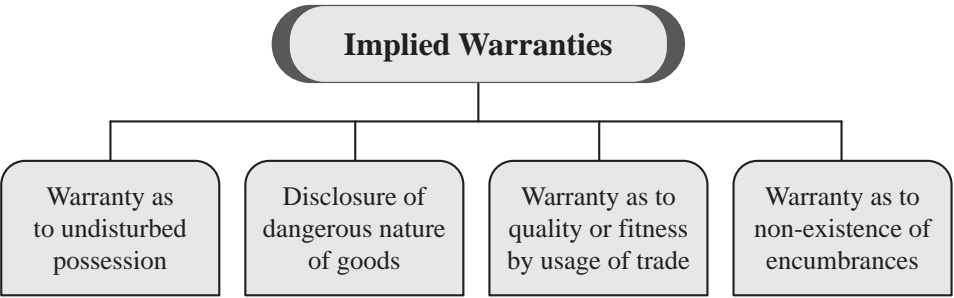 Implied Warranties
Warranty as
to undisturbed
possession
Disclosure of
dangerous nature
of goods
Warranty as to
quality or fitness
by usage of trade
Warranty as to
non-existence of
encumbrances